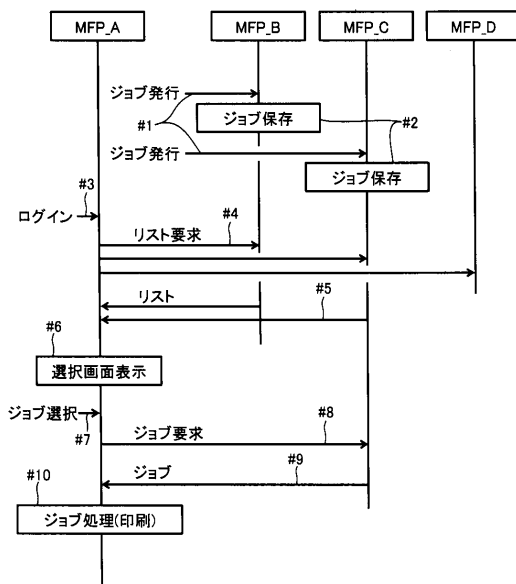 MFP_A
MFP_B
MFP_C
MFP_D
ジョブ発行
#1
ジョブ保存
#2
ジョブ発行
ジョブ保存
#3
ログイン
#4
リスト要求
リスト
#5
#6
選択画面表示
ジョブ選択
#7
ジョブ要求
#8
ジョブ
#9
#10
ジョブ処理(印刷)